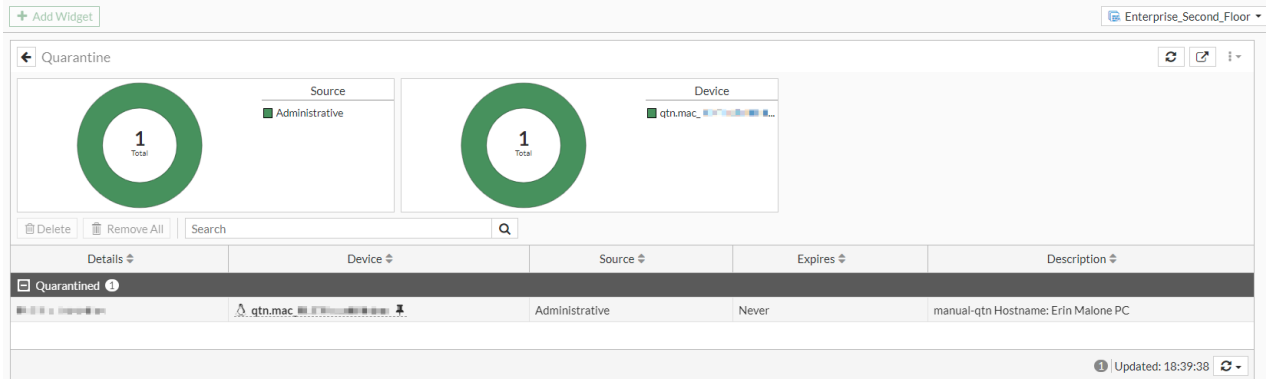 Add Widget
Enterprise_Second_Floor
Quarantine
1
Total
Source
Administrative
1
Total
Device
qtn.mac_
Delete
Remove All
Search
Details
Device
Source
Expires
Description
Quarantined 1
qtn.mac_
Administrative
Never
manual-qtn Hostname: Erin Malone PC
1
Updated: 18:39:38